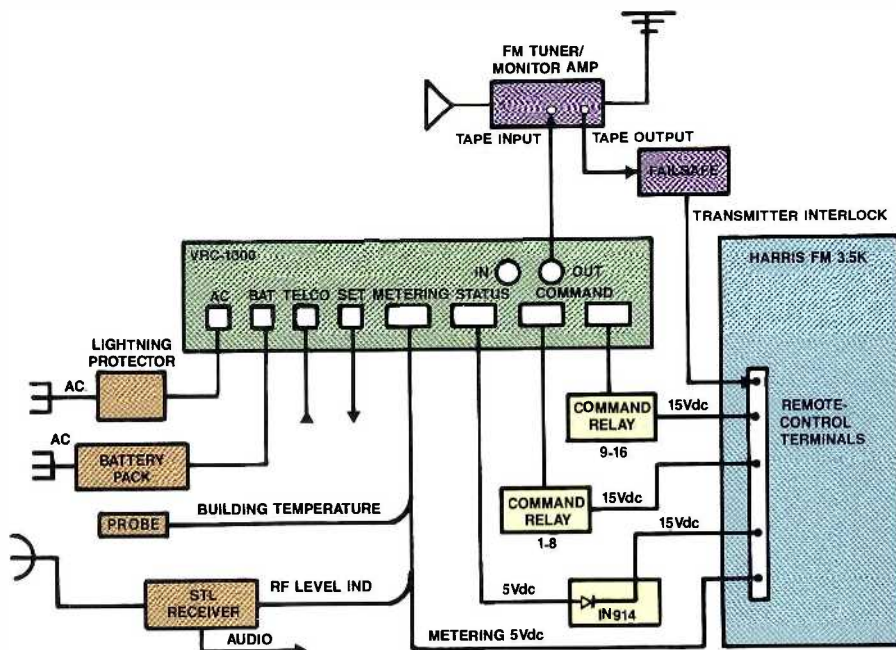 FM TUNER/
MONITOR AMP
TAPE INPUT
TAPE OUTPUT
FAILSAFE
TRANSMITTER INTERLOCK
VRC-1000
IN
OUT
HARRIS FM 3.5K
AC
BAT
TELCO
SET
METERING
STATUS
COMMAND
LIGHTNING
PROTECTOR
AC
COMMAND
RELAY
9-16
15Vdc
REMOTE-
CONTROL
TERMINALS
AC
BATTERY
PACK
BUILDING TEMPERATURE
PROBE
COMMAND
RELAY
1-8
15Vdc
15Vdc
STL
RECEIVER
RF LEVEL IND
5Vdc
IN914
AUDIO
METERING 5Vdc